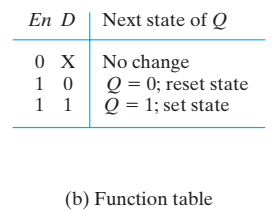 En D Next state of Q
0 X No change
1 0 Q = 0; reset state
1 1 Q = 1; set state
(b) Function table